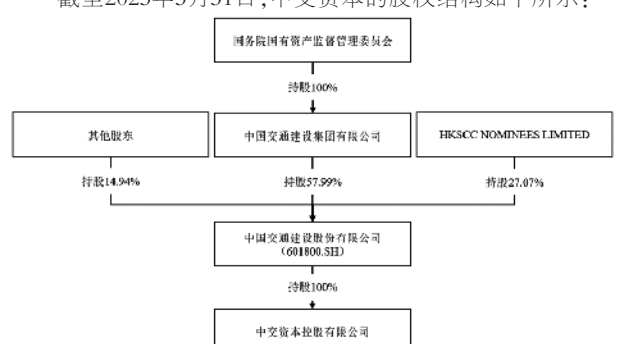 截至2023年3月31日,中交资本的股权结构如下所示:
国务院国有资产监督管理委员会
持股100%
其他股东
中国交通建设集团有限公司
HKSCC NOMINEES LIMITED
持股14.94%
持股57.99%
持股27.07%
中国交通建设股份有限公司
(601800.SH)
持股100%
中交资本控股有限公司